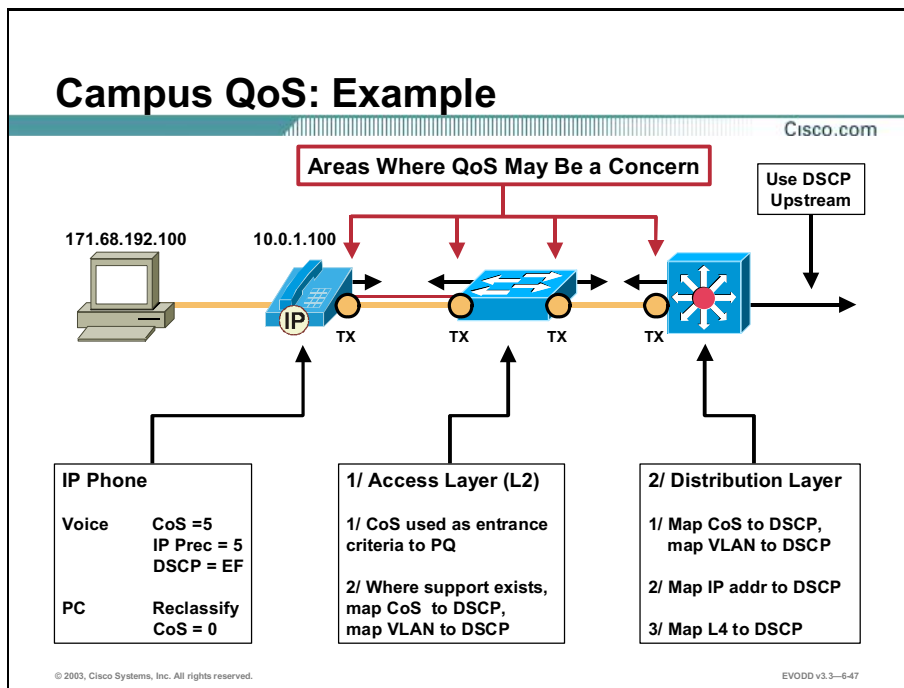 Campus QoS: Example
Cisco.com
Areas Where QoS May Be a Concern
Use DSCP
Upstream
171.68.192.100
10.0.1.100
IP
TX
TX
TX
TX
IP Phone
Voice CoS =5
IP Prec = 5
DSCP = EF
PC Reclassify
CoS = 0
1/ Access Layer (L2)
1/ CoS used as entrance
criteria to PQ
2/ Where support exists,
map CoS to DSCP,
map VLAN to DSCP
2/ Distribution Layer
1/ Map CoS to DSCP,
map VLAN to DSCP
2/ Map IP addr to DSCP
3/ Map L4 to DSCP
© 2003, Cisco Systems, Inc. All rights reserved.
EVODD v3.3—6-47